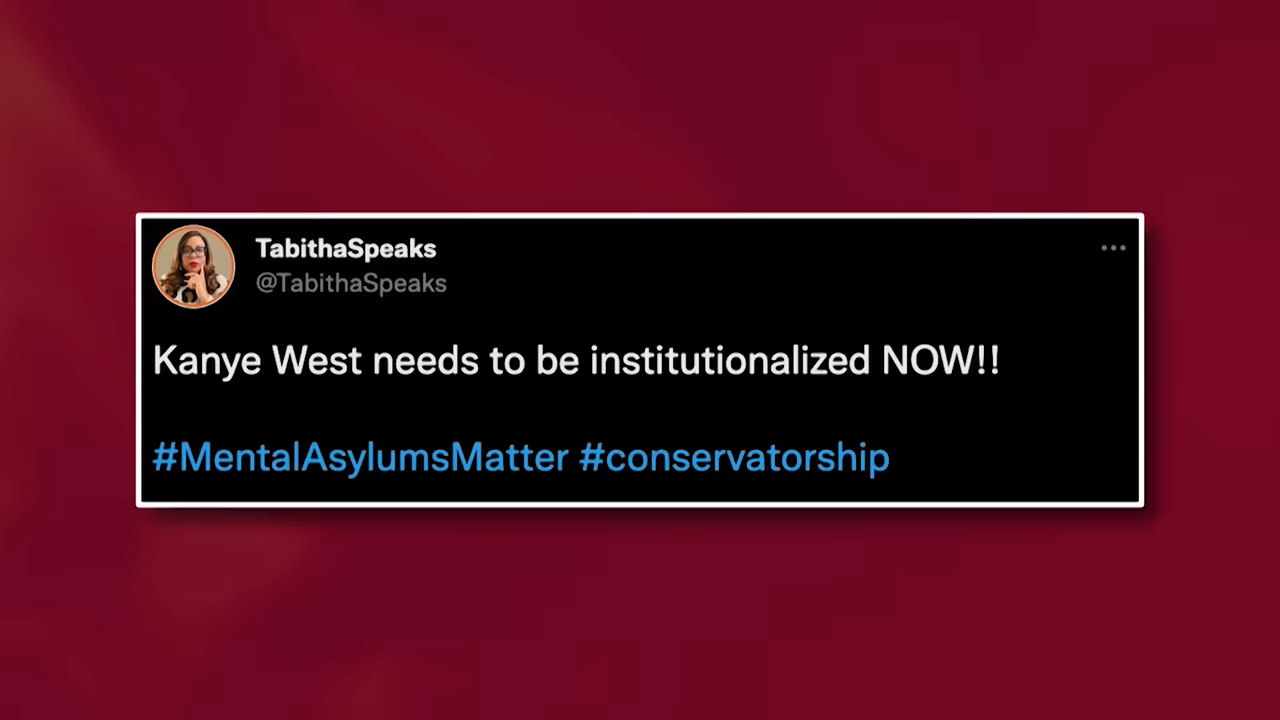 TabithaSpeaks
@TabithaSpeaks
Kanye West needs to be institutionalized NOW!!
#MentalAsylumsMatter #conservatorship